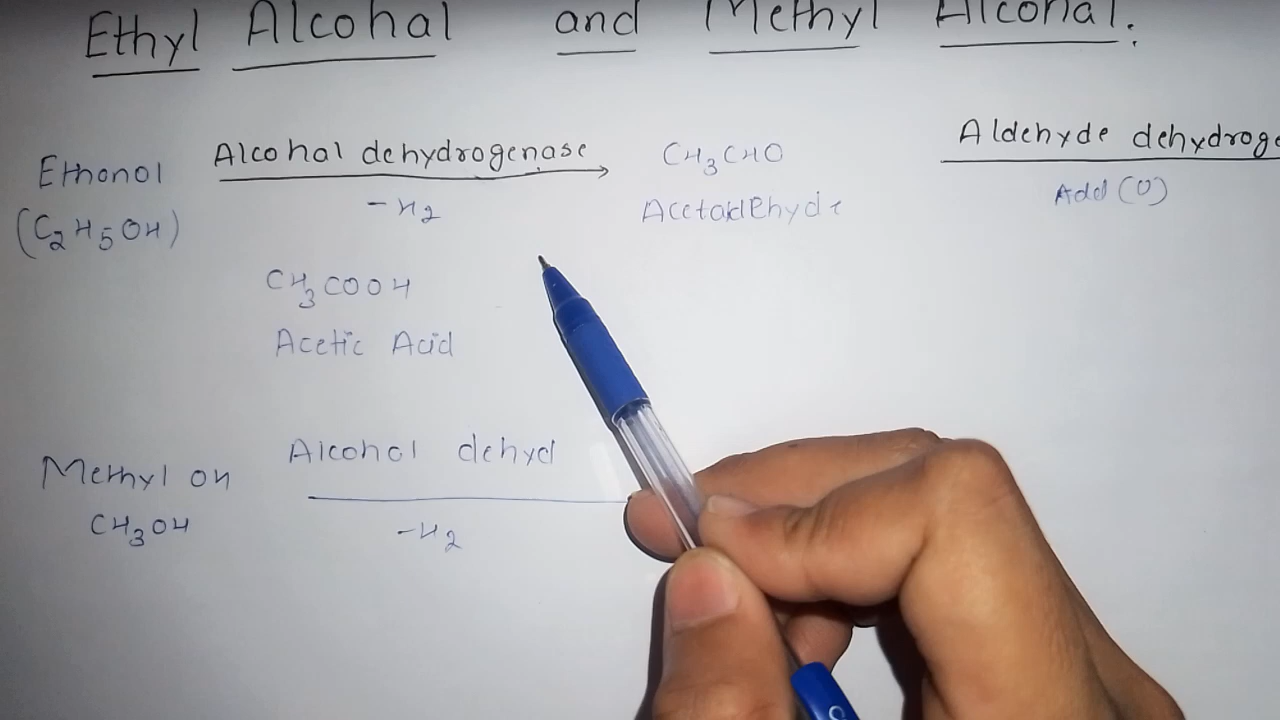 Ethyl Alcohal and Methyl Alcohal.
Ethonol Alcohal dehydrogenase CH3CHO Aldehyde dehydroge
(C2H5OH) -H2 Acetaldehyde Add (O)
CH3COOH
Acetic Acid
Methyl OH Alcohol dehyd
CH3OH -H2